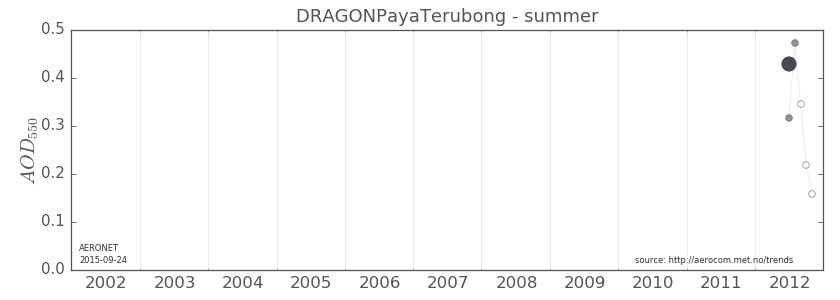 DRAGONPayaTerubong - summer
0.5
0.4
0.3
0.2
0.1
0.0
AOD550
AERONET
2015-09-24
source: http://aerocom.met.no/trends
2002 2003 2004 2005 2006 2007 2008 2009 2010 2011 2012